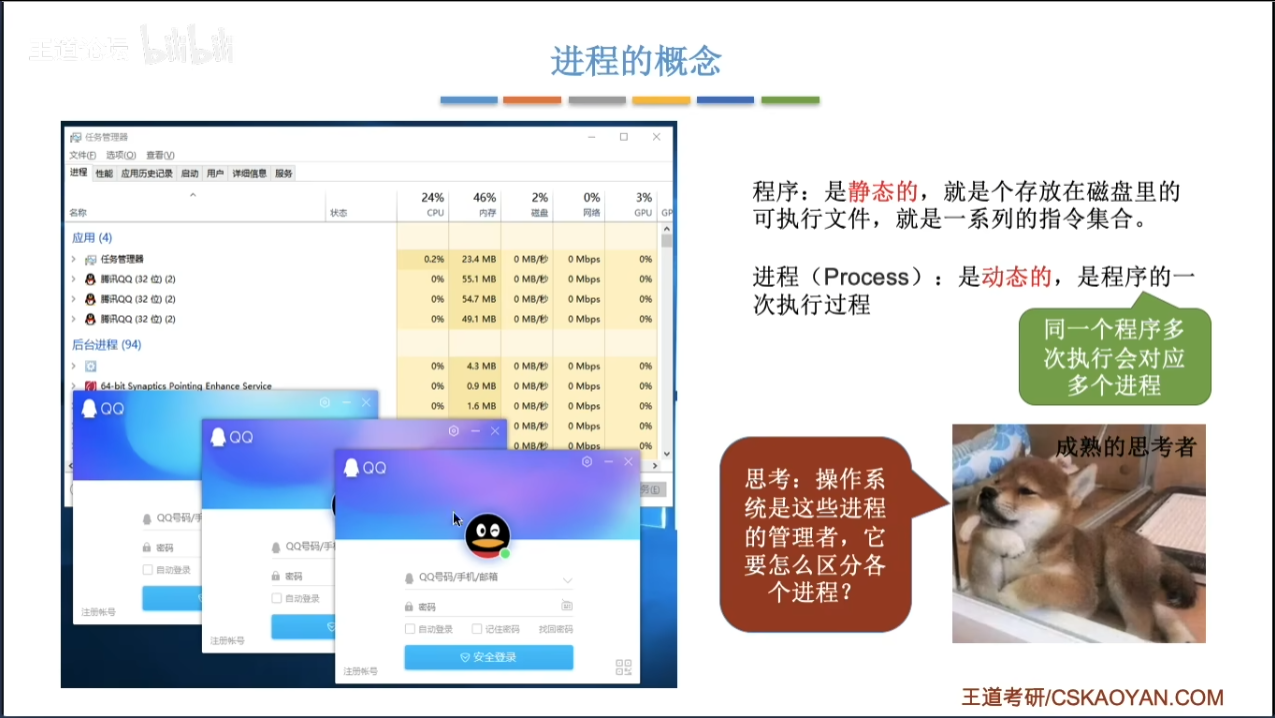 王道论坛 bilibili
进程的概念
任务管理器
文件(F) 选项(O) 查看(V)
进程 性能 应用历史记录 启动 用户 详细信息 服务
24% 46% 2% 0% 3%
名称 状态 CPU 内存 磁盘 网络 GPU GP
应用 (4)
任务管理器 0.2% 23.4 MB 0 MB/秒 0 Mbps 0%
腾讯QQ (32 位) (2) 0% 55.1 MB 0 MB/秒 0 Mbps 0%
腾讯QQ (32 位) (2) 0% 54.7 MB 0 MB/秒 0 Mbps 0%
腾讯QQ (32 位) (2) 0% 49.1 MB 0 MB/秒 0 Mbps 0%
后台进程 (94)
0% 4.3 MB 0 MB/秒 0 Mbps 0%
64-bit Synaptics Pointing Enhance Service 0% 0.9 MB 0 MB/秒 0 Mbps 0%
0% 1.6 MB 0 MB/秒 0 Mbps 0%
0 MB/秒 0 Mbps 0%
0 MB/秒 0 Mbps 0%
QQ
QQ号码/手
密码
自动登录
注册帐号
QQ
QQ号码/手机
密码
自动登录
注册帐号
QQ
QQ号码/手机/邮箱
密码
自动登录 记住密码 找回密码
安全登录
注册帐号
程序：是静态的，就是个存放在磁盘里的
可执行文件，就是一系列的指令集合。
进程（Process）：是动态的，是程序的一
次执行过程
同一个程序多
次执行会对应
多个进程
思考：操作系
统是这些进程
的管理者，它
要怎么区分各
个进程？
成熟的思考者
王道考研/CSKAOYAN.COM